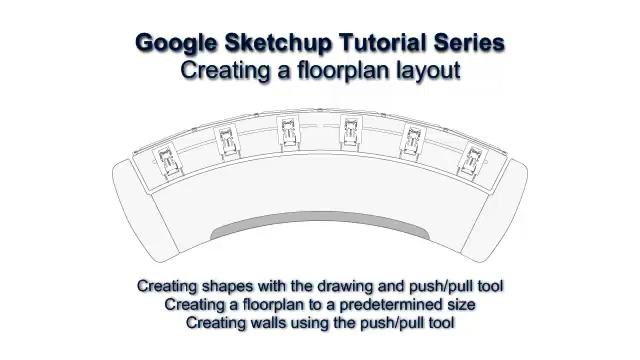 Google Sketchup Tutorial Series
Creating a floorplan layout
Creating shapes with the drawing and push/pull tool
Creating a floorplan to a predetermined size
Creating walls using the push/pull tool